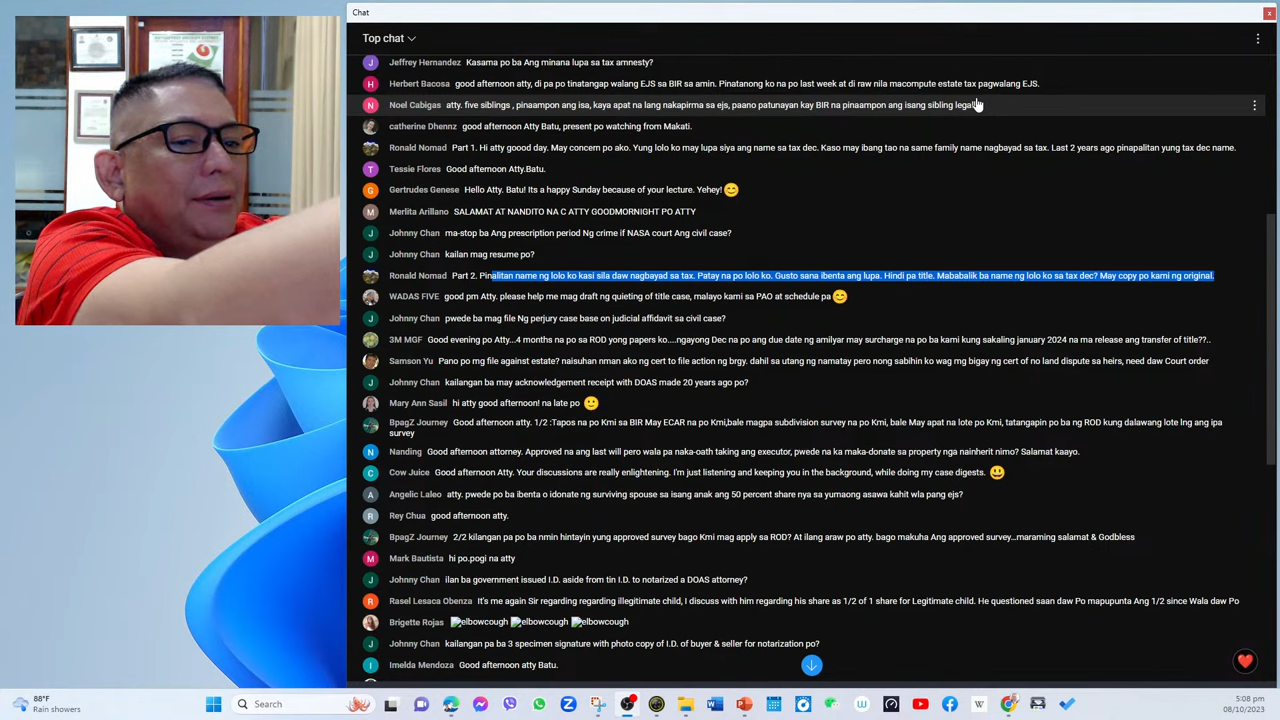 Chat
Top chat
Jeffrey Hernandez Kasama po ba Ang minana lupa sa tax amnesty?
H Herbert Bacosa good afternoon atty, di pa po tinatangap walang EJS sa BIR sa amin. Pinatanong ko na po last week at di raw nila macompute estate tax pagwalang EJS.
N Noel Cabigas atty. five siblings , pinaampon ang isa, kaya apat na lang nakapirma sa ejs, paano patunayan kay BIR na pinaampon ang isang sibling legal
catherine Dhennz good afternoon Atty Batu, present po watching from Makati.
Ronald Nomad Part 1. Hi atty goood day. May concern po ako. Yung lolo ko may lupa siya ang name sa tax dec. Kaso may ibang tao na same family name nagbayad sa tax. Last 2 years ago pinapalitan yung tax dec name.
T Tessie Flores Good afternoon Atty.Batu.
G Gertrudes Genese Hello Atty. Batu! Its a happy Sunday because of your lecture. Yehey! 😊
M Merlita Arillano SALAMAT AT NANDITO NA C ATTY GOODMORNIGHT PO ATTY
J Johnny Chan ma-stop ba Ang prescription period Ng crime if NASA court Ang civil case?
J Johnny Chan kailan mag resume po?
Ronald Nomad Part 2. Pinalitan name ng lolo ko kasi sila daw nagbayad sa tax. Patay na po lolo ko. Gusto sana ibenta ang lupa. Hindi pa title. Mababalik ba name ng lolo ko sa tax dec? May copy po kami ng original.
WADAS FIVE good pm Atty. please help me mag draft ng quieting of title case, malayo kami sa PAO at schedule pa 😊
J Johnny Chan pwede ba mag file Ng perjury case base on judicial affidavit sa civil case?
3M MGF Good evening po Atty...4 months na po sa ROD yong papers ko....ngayong Dec na po ang due date ng amilyar may surcharge na po ba kami kung sakaling january 2024 na ma release ang transfer of title??..
Samson Yu Pano po mg file against estate? naisuhan nman ako ng cert to file action ng brgy. dahil sa utang ng namatay pero nong sabihin ko wag mg bigay ng cert of no land dispute sa heirs, need daw Court order
J Johnny Chan kailangan ba may acknowledgement receipt with DOAS made 20 years ago po?
Mary Ann Sasil hi atty good afternoon! na late po 🙂
BpagZ Journey Good afternoon atty. 1/2 :Tapos na po Kmi sa BIR May ECAR na po Kmi,bale magpa subdivision survey na po Kmi, bale May apat na lote po Kmi, tatangapin po ba ng ROD kung dalawang lote lng ang ipa
survey
N Nanding Good afternoon attorney. Approved na ang last will pero wala pa naka-oath taking ang executor, pwede na ka maka-donate sa property nga nainherit nimo? Salamat kaayo.
C Cow Juice Good afternoon Atty. Your discussions are really enlightening. I'm just listening and keeping you in the background, while doing my case digests. 😃
A Angelic Laleo atty. pwede po ba ibenta o idonate ng surviving spouse sa isang anak ang 50 percent share nya sa yumaong asawa kahit wla pang ejs?
Rey Chua good afternoon atty.
BpagZ Journey 2/2 kilangan pa po ba nmin hintayin yung approved survey bago Kmi mag apply sa ROD? At ilang araw po atty. bago makuha Ang approved survey...maraming salamat & Godbless
M Mark Bautista hi po.pogi na atty
J Johnny Chan ilan ba government issued I.D. aside from tin I.D. to notarized a DOAS attorney?
R Rasel Lesaca Obenza It's me again Sir regarding regarding illegitimate child, I discuss with him regarding his share as 1/2 of 1 share for Legitimate child. He questioned saan daw Po mapupunta Ang 1/2 since Wala daw Po
Brigette Rojas elbowcough elbowcough elbowcough
J Johnny Chan kailangan pa ba 3 specimen signature with photo copy of I.D. of buyer & seller for notarization po?
I Imelda Mendoza Good afternoon atty Batu.
88°F
Rain showers
Search
5:08 pm
08/10/2023